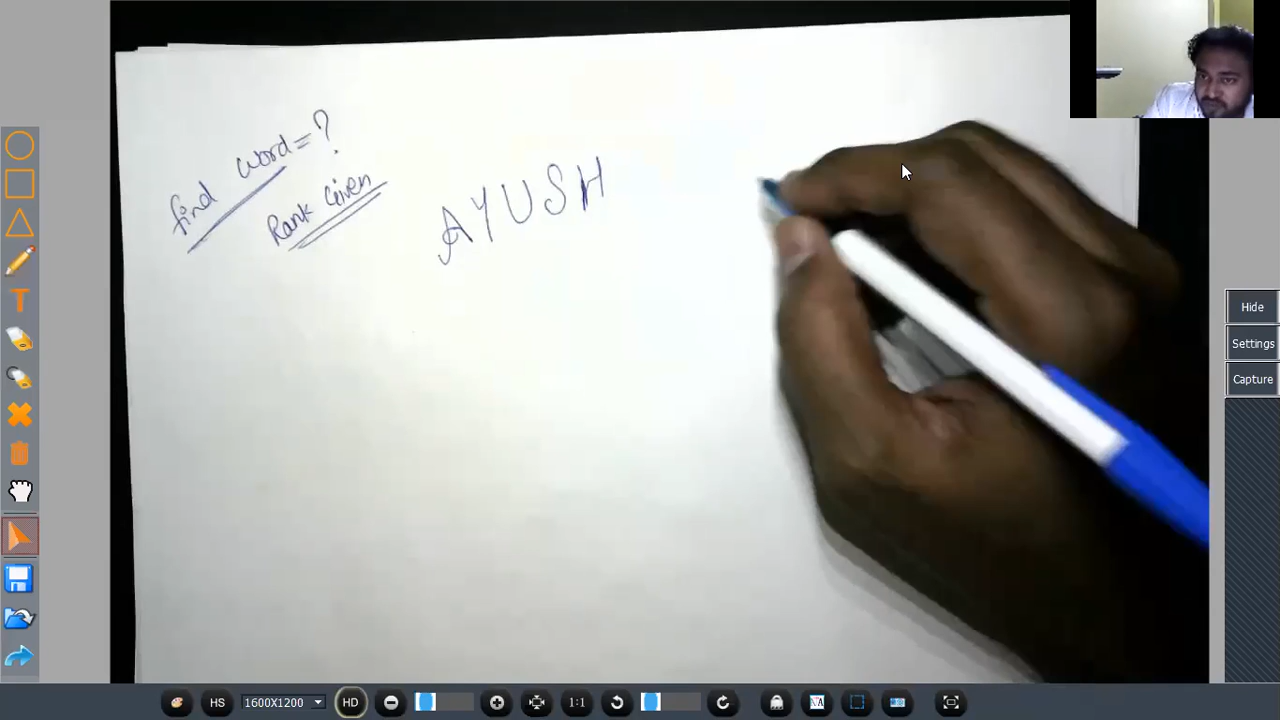 find word=?
Rank Given
AYUSH
Hide
Settings
Capture
T
HS
1600X1200
HD
1:1